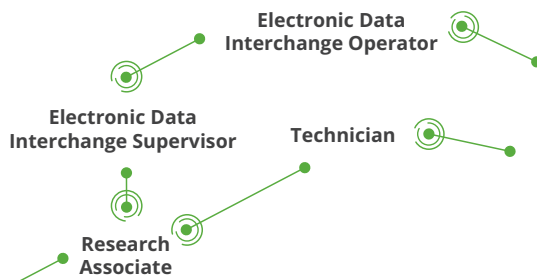 Electronic Data
Interchange Operator
Electronic Data
Interchange Supervisor
Technician
Research
Associate